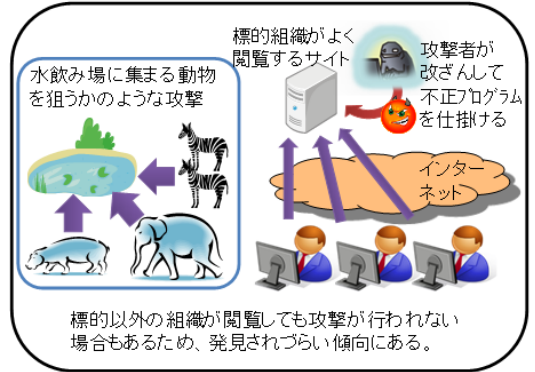 水飲み場に集まる動物
を狙うかのような攻撃
標的組織がよく
閲覧するサイト
攻撃者が
改ざんして
不正プログラム
を仕掛ける
インター
ネット
標的以外の組織が閲覧しても攻撃が行われない
場合もあるため、発見されづらい傾向にある。